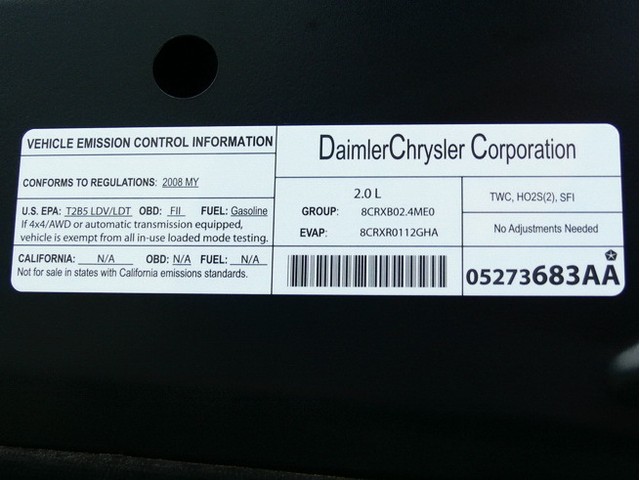 VEHICLE EMISSION CONTROL INFORMATION
CONFORMS TO REGULATIONS: 2008 MY
U.S. EPA: T2B5 LDV/LDT OBD: FII FUEL: Gasoline
If 4x4/AWD or automatic transmission equipped,
vehicle is exempt from all in-use loaded mode testing.
CALIFORNIA: N/A OBD: N/A FUEL: N/A
Not for sale in states with California emissions standards.
DaimlerChrysler Corporation
2.0 L
GROUP: 8CRXB02.4ME0
EVAP: 8CRXR0112GHA
TWC, HO2S(2), SFI
No Adjustments Needed
05273683AA